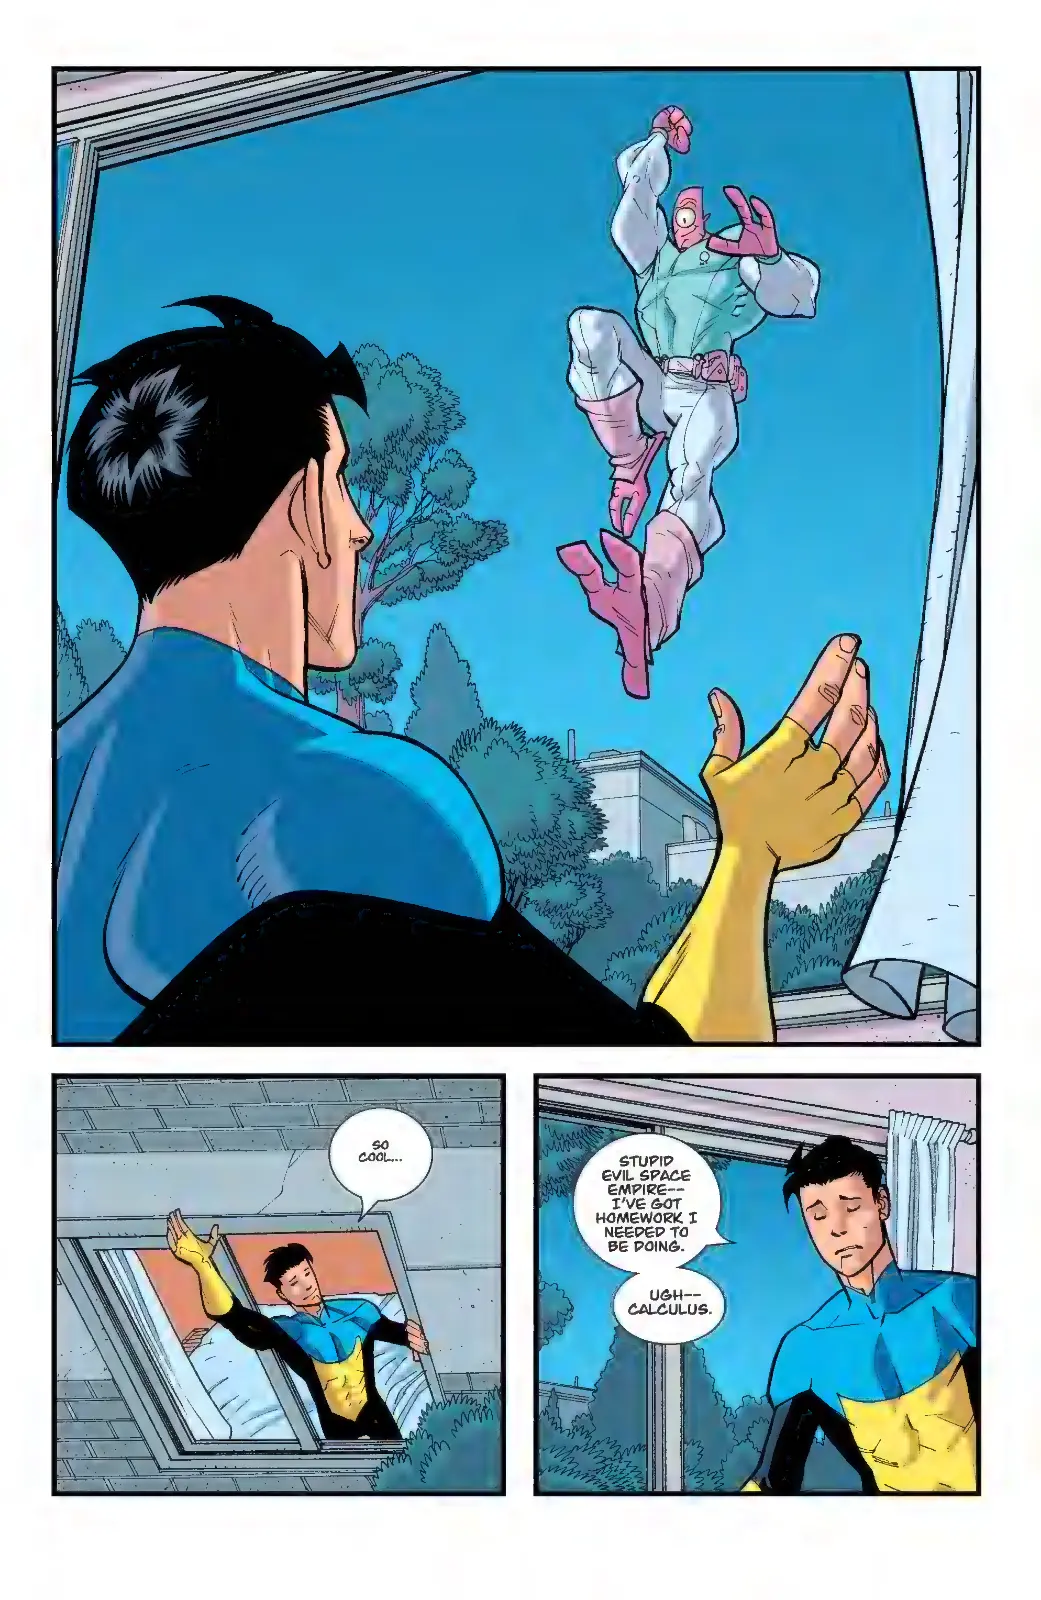 SO
COOL...
STUPID
EVIL SPACE
EMPIRE--
I'VE GOT
HOMEWORK I
NEEDED TO
BE DOING.
UGH--
CALCULUS.